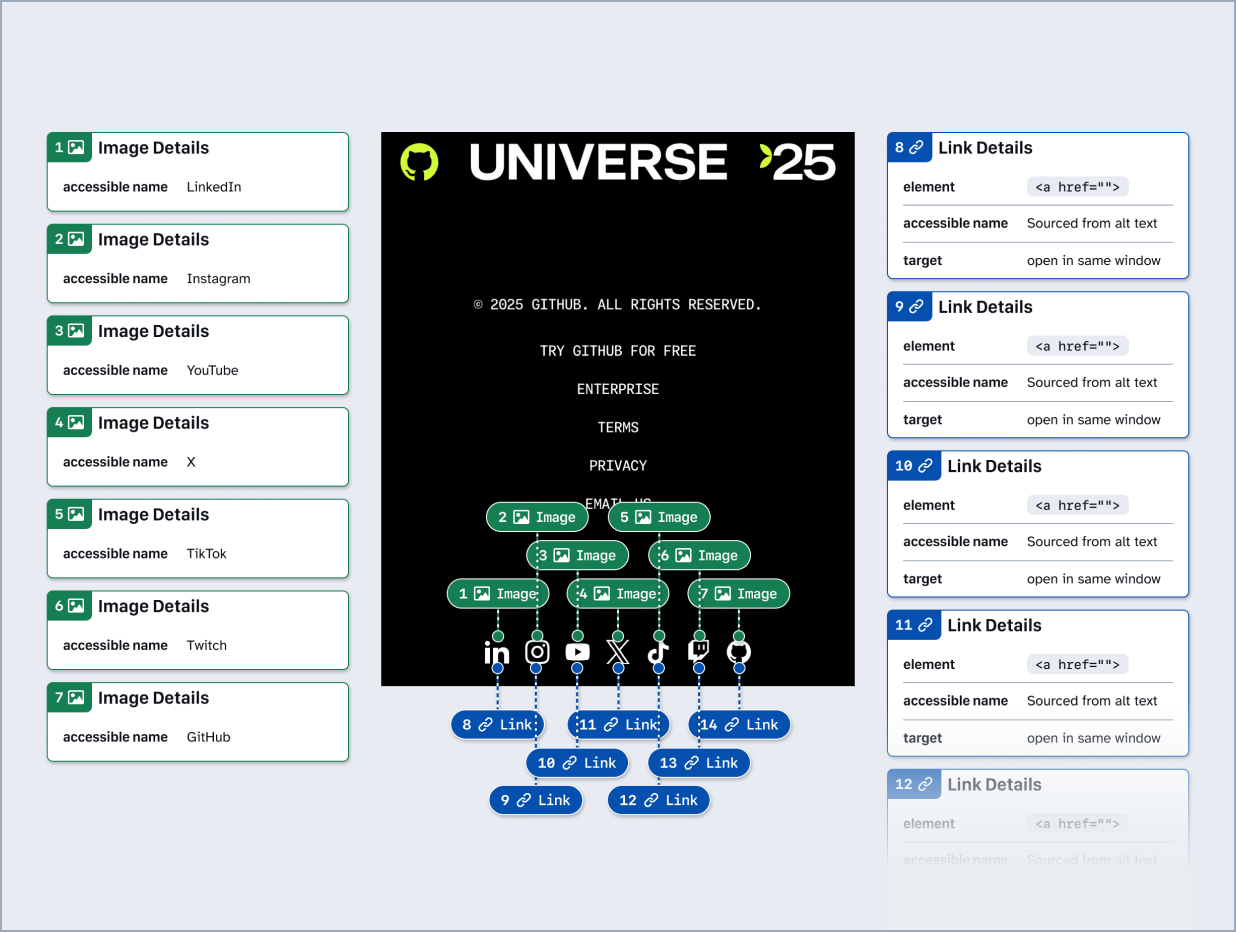 1 Image Details
accessible name LinkedIn
2 Image Details
accessible name Instagram
3 Image Details
accessible name YouTube
4 Image Details
accessible name X
5 Image Details
accessible name TikTok
6 Image Details
accessible name Twitch
7 Image Details
accessible name GitHub
UNIVERSE '25
© 2025 GITHUB. ALL RIGHTS RESERVED.
TRY GITHUB FOR FREE
ENTERPRISE
TERMS
PRIVACY
EMAIL US
2 Image 5 Image
3 Image 6 Image
1 Image 4 Image 7 Image
in X
8 Link 11 Link 14 Link
10 Link 13 Link
9 Link 12 Link
8 Link Details
element <a href="">
accessible name Sourced from alt text
target open in same window
9 Link Details
element <a href="">
accessible name Sourced from alt text
target open in same window
10 Link Details
element <a href="">
accessible name Sourced from alt text
target open in same window
11 Link Details
element <a href="">
accessible name Sourced from alt text
target open in same window
12 Link Details
element <a href="">
accessible name Sourced from alt text